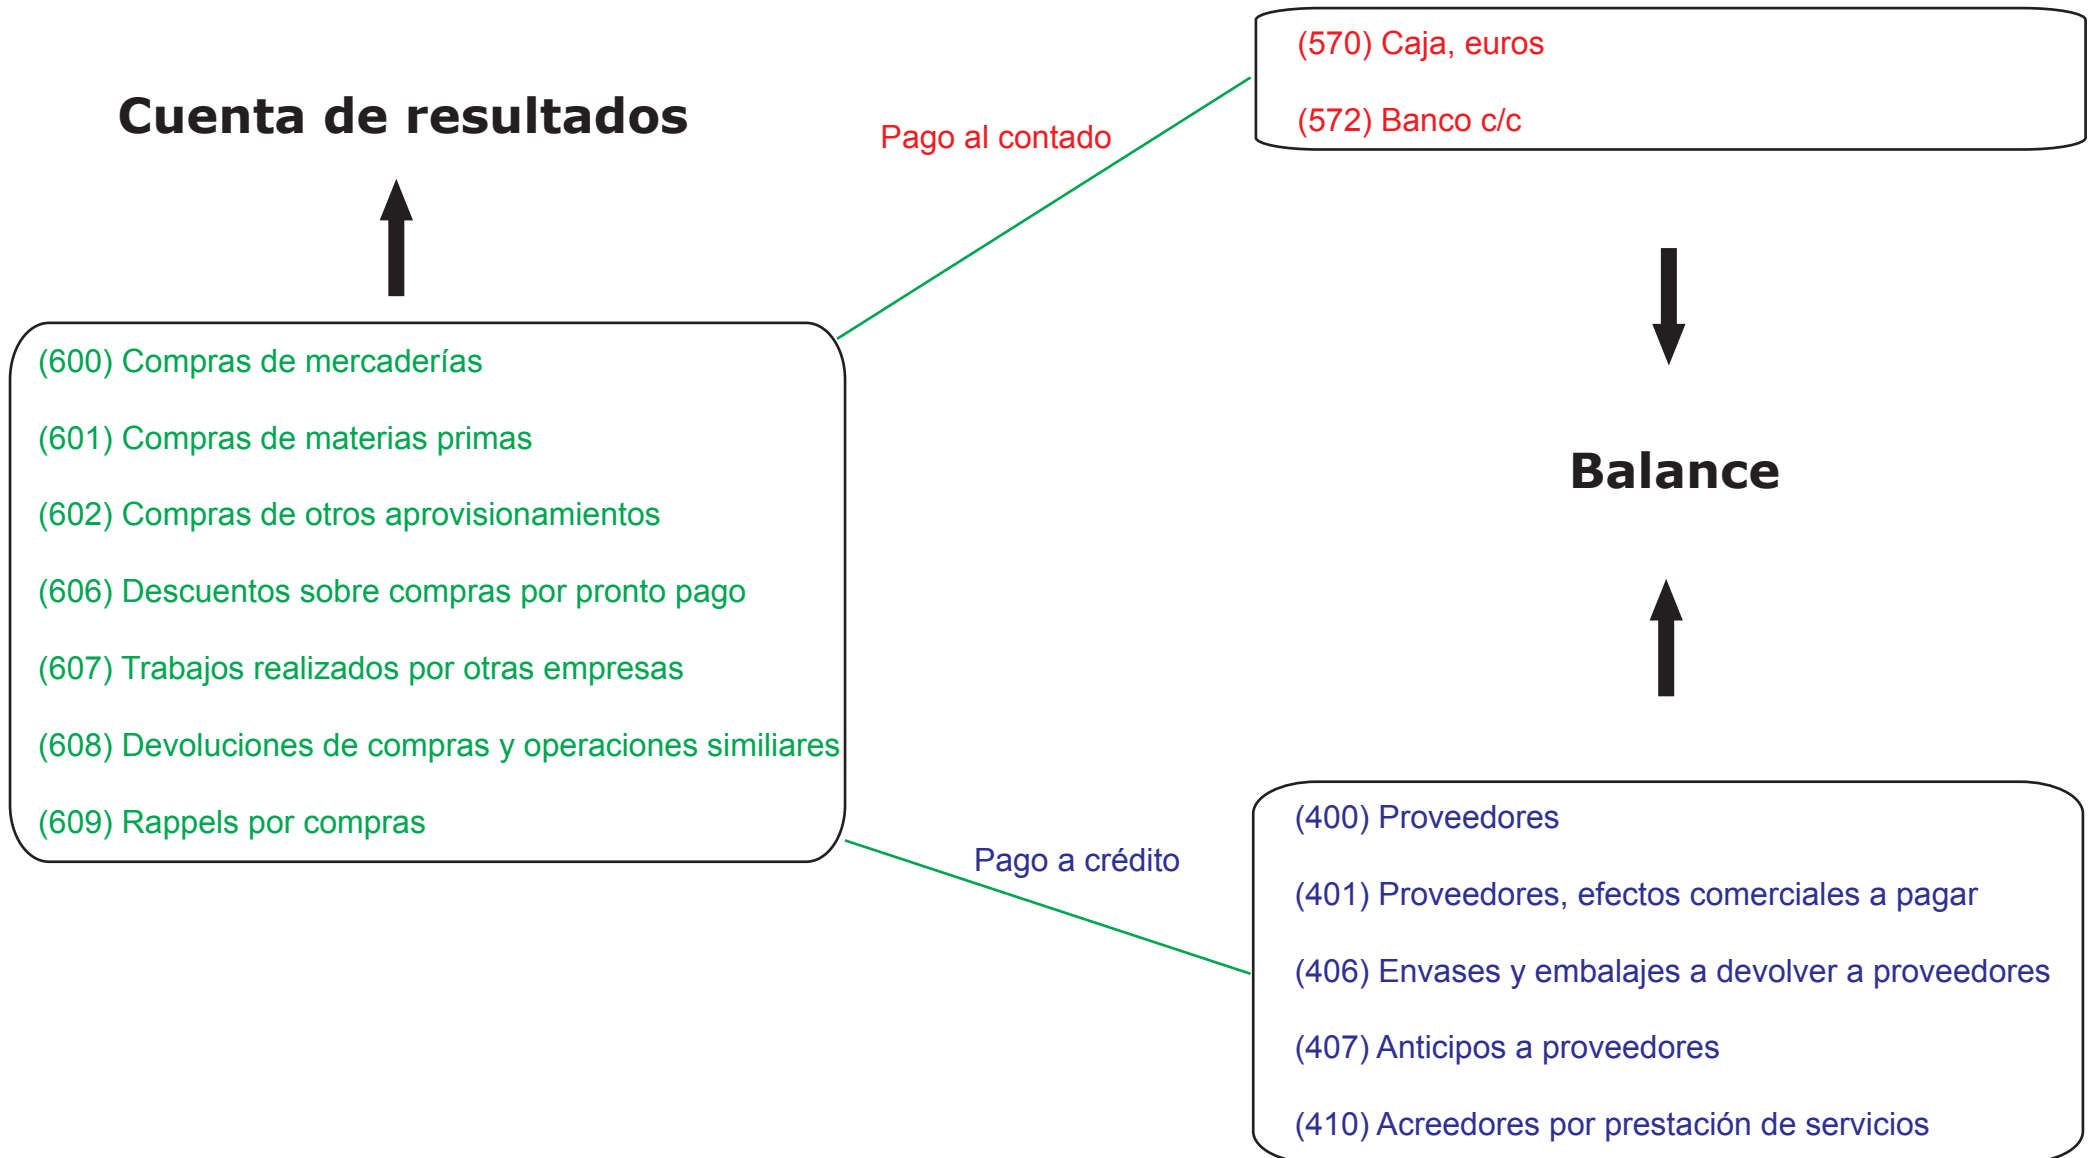 Cuenta de resultados
(600) Compras de mercaderías
(601) Compras de materias primas
(602) Compras de otros aprovisionamientos
(606) Descuentos sobre compras por pronto pago
(607) Trabajos realizados por otras empresas
(608) Devoluciones de compras y operaciones similiares
(609) Rappels por compras
Pago al contado
(570) Caja, euros
(572) Banco c/c
Balance
Pago a crédito
(400) Proveedores
(401) Proveedores, efectos comerciales a pagar
(406) Envases y embalajes a devolver a proveedores
(407) Anticipos a proveedores
(410) Acreedores por prestación de servicios